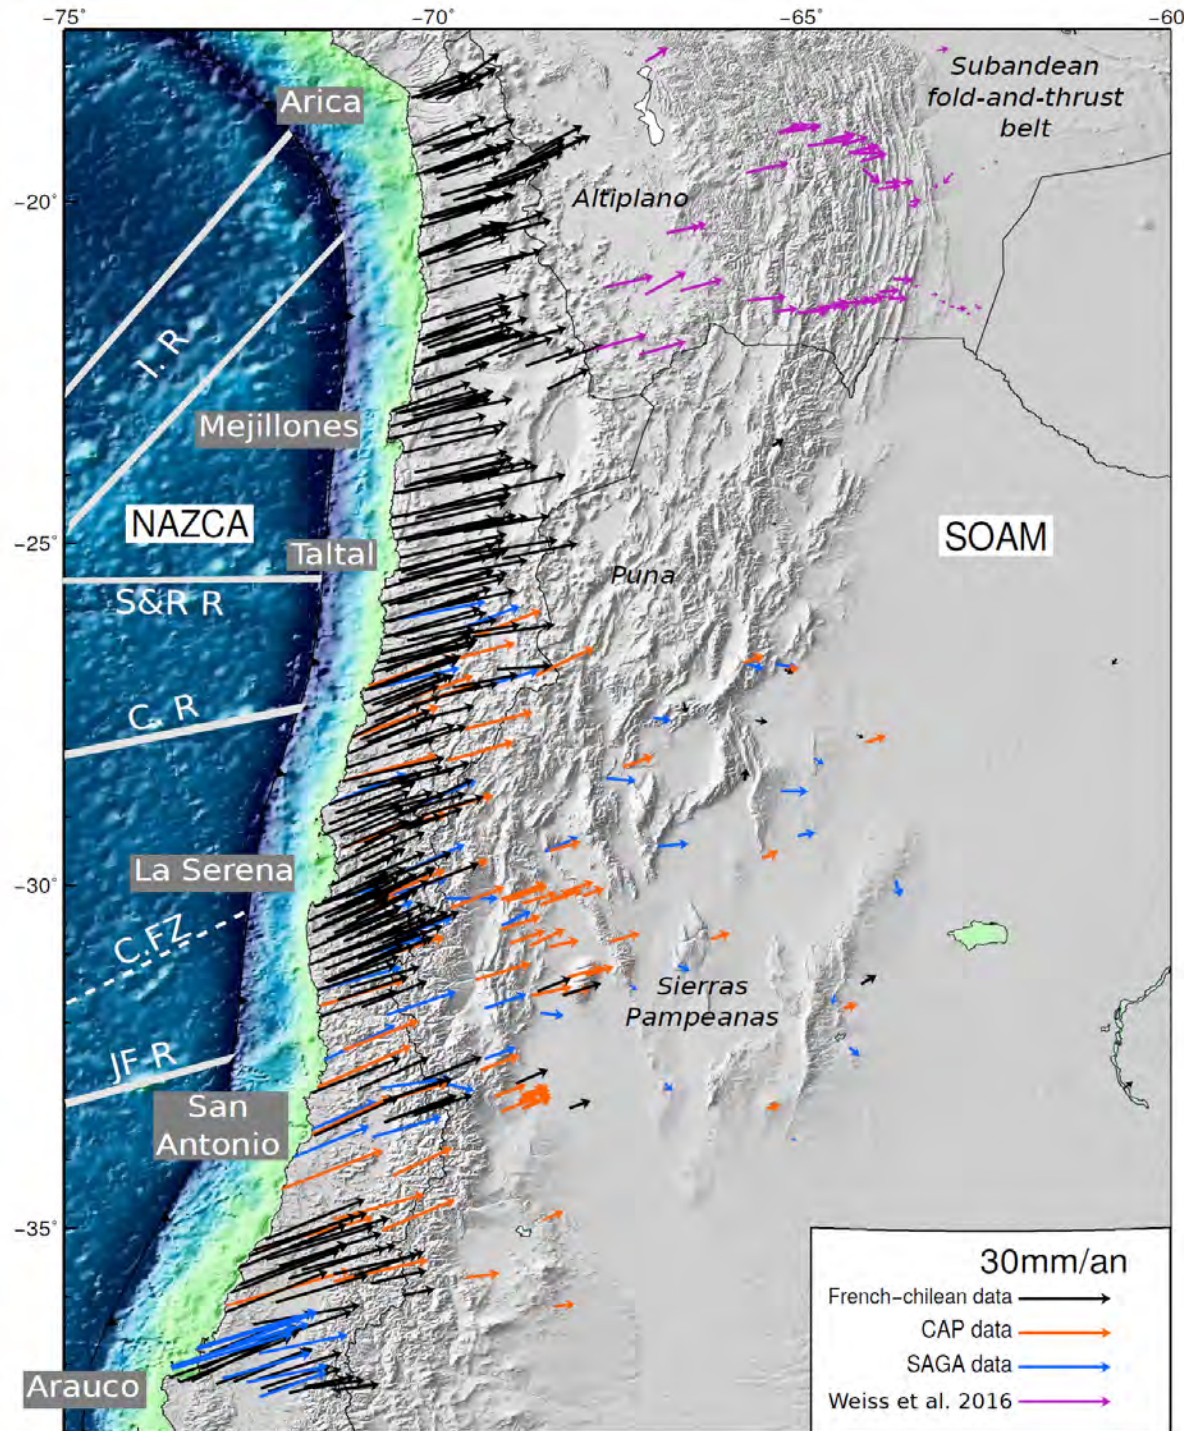 −75˚
−70˚
−65˚
−60
Subandean
fold-and-thrust
belt
Arica
Altiplano
−20˚
I. R
Mejillones
NAZCA
SOAM
−25˚
Taltal
Puna
S&R R
C. R
La Serena
−30˚
C.FZ
Sierras
Pampeanas
JF R
San
Antonio
−35˚
30mm/an
French−chilean data
CAP data
SAGA data
Weiss et al. 2016
Arauco